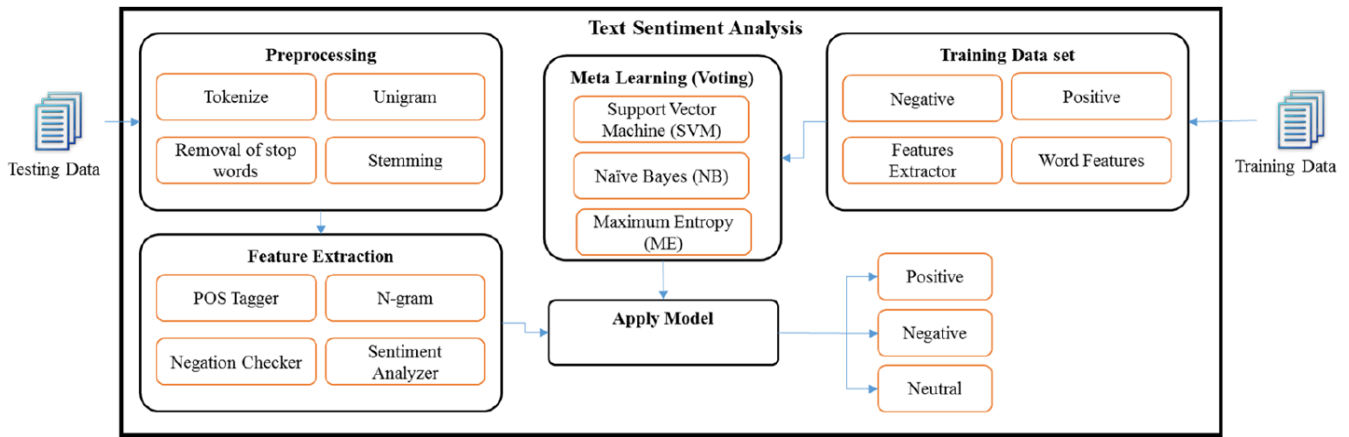 Text Sentiment Analysis
Testing Data
Preprocessing
Tokenize
Unigram
Removal of stop
words
Stemming
Feature Extraction
POS Tagger
N-gram
Negation Checker
Sentiment
Analyzer
Meta Learning (Voting)
Support Vector
Machine (SVM)
Naïve Bayes (NB)
Maximum Entropy
(ME)
Apply Model
Training Data set
Negative
Positive
Features
Extractor
Word Features
Training Data
Positive
Negative
Neutral